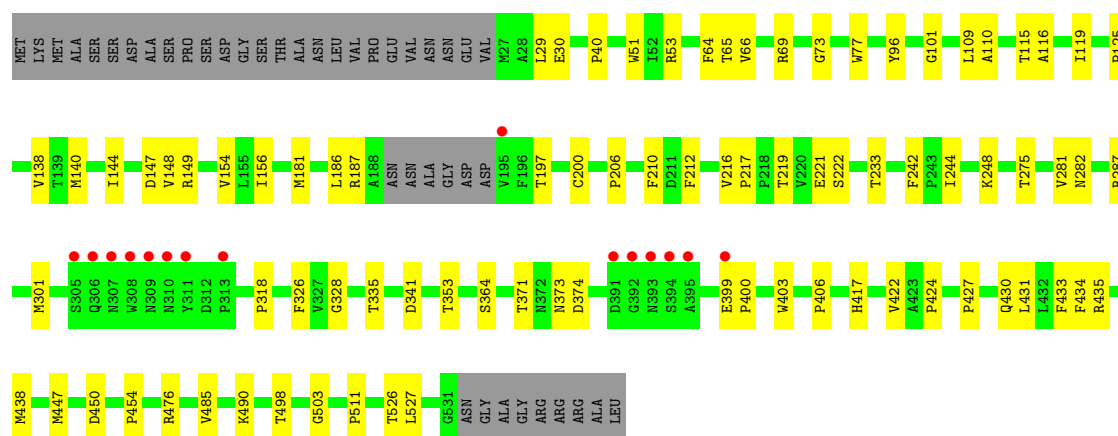 MET LYS MET ALA SER SER ASP ALA SER PRO SER ASP GLY SER THR ALA ASN LEU VAL PRO GLU VAL ASN ASN GLU VAL M27 A28 L29 E30 P40 W51 I52 R53 F64 T65 V66 R69 G73 W77 Y96 G101 L109 A110 T115 A116 I119
V138 T139 M140 I144 D147 V148 R149 V154 L155 I156 M181 L186 R187 A188 ASN ASN ALA GLY ASP ASP V195 F196 T197 C200 P206 F210 D211 F212 V216 P217 P218 T219 V220 E221 S222 T233 F242 P243 I244 K248 T275 V281 N282
M301 S305 Q306 N307 W308 N309 N310 Y311 D312 P313 P318 F326 V327 G328 T335 D341 T353 S364 T371 N372 N373 D374 D391 G392 N393 S394 A395 E399 P400 W403 P406 H417 V422 A423 P424 P427 Q430 L431 L432 F433 F434 R435
M438 M447 D450 P454 R476 V485 K490 T498 G503 P511 T526 L527 G531 ASN GLY ALA GLY ARG ARG ARG ALA LEU